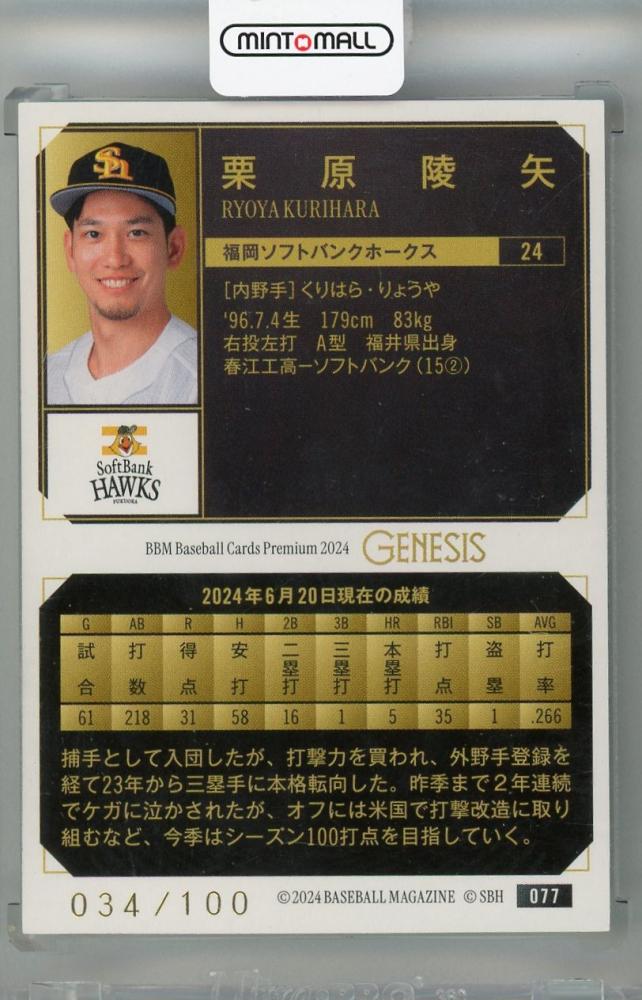 MINT MALL
SH
栗原陵矢
RYOYA KURIHARA
福岡ソフトバンクホークス 24
[内野手] くりはら・りょうや
'96.7.4生 179cm 83kg
右投左打 A型 福井県出身
春江工高ーソフトバンク(15②)
SoftBank
HAWKS
FUKUOKA
BBM Baseball Cards Premium 2024 GENESIS
2024年6月20日現在の成績
G AB R H 2B 3B HR RBI SB AVG
試合 打数 得点 安打 二塁打 三塁打 本塁打 打点 盗塁 打率
61 218 31 58 16 1 5 35 1 .266
捕手として入団したが、打撃力を買われ、外野手登録を
経て23年から三塁手に本格転向した。昨季まで2年連続
でケガに泣かされたが、オフには米国で打撃改造に取り
組むなど、今季はシーズン100打点を目指していく。
034/100
©2024 BASEBALL MAGAZINE ©SBH 077